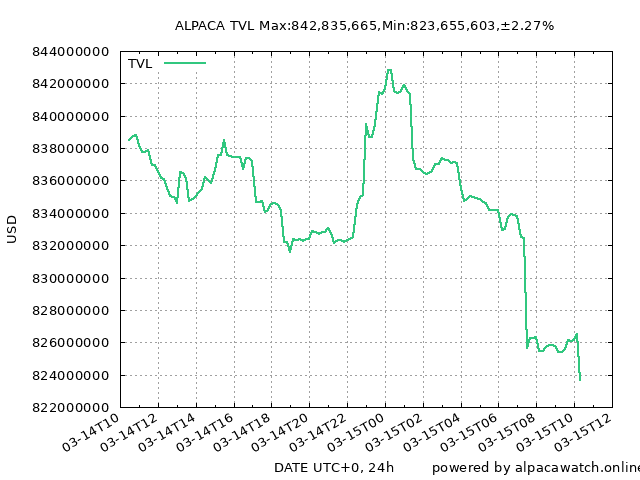 ALPACA TVL Max:842,835,665,Min:823,655,603,±2.27%
TVL
844000000
842000000
840000000
838000000
836000000
834000000
832000000
830000000
828000000
826000000
824000000
822000000
USD
03-14T10
03-14T12
03-14T14
03-14T16
03-14T18
03-14T20
03-14T22
03-15T00
03-15T02
03-15T04
03-15T06
03-15T08
03-15T10
03-15T12
DATE UTC+0, 24h
powered by alpacawatch.online